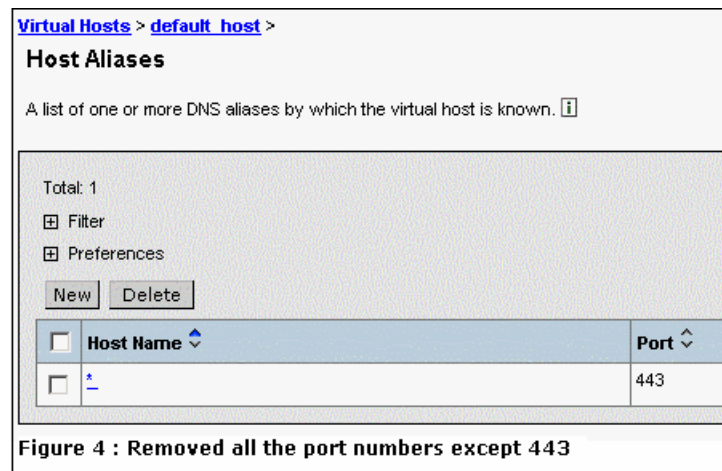 Virtual Hosts > default_host >
Host Aliases
A list of one or more DNS aliases by which the virtual host is known. i
Total: 1
Filter
Preferences
New Delete
Host Name Port
* 443
Figure 4 : Removed all the port numbers except 443